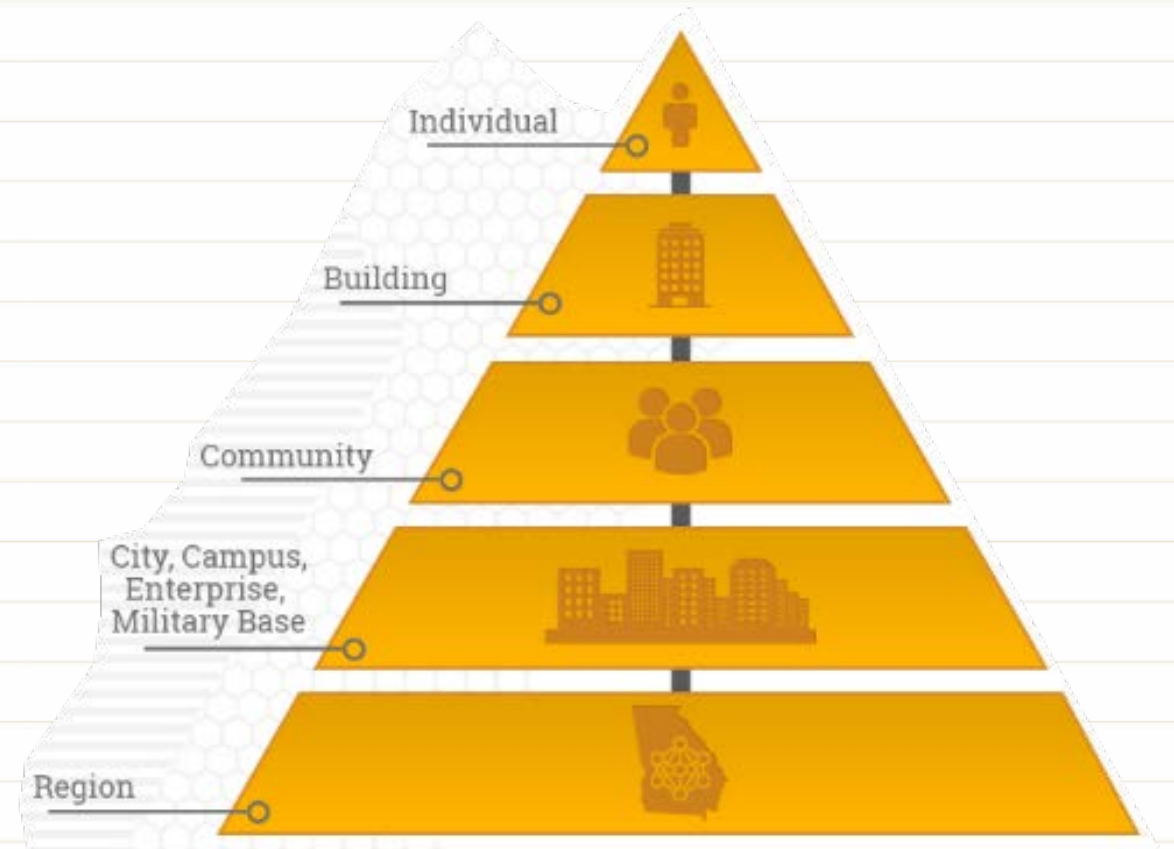 Individual
Building
Community
City, Campus,
Enterprise,
Military Base
Region